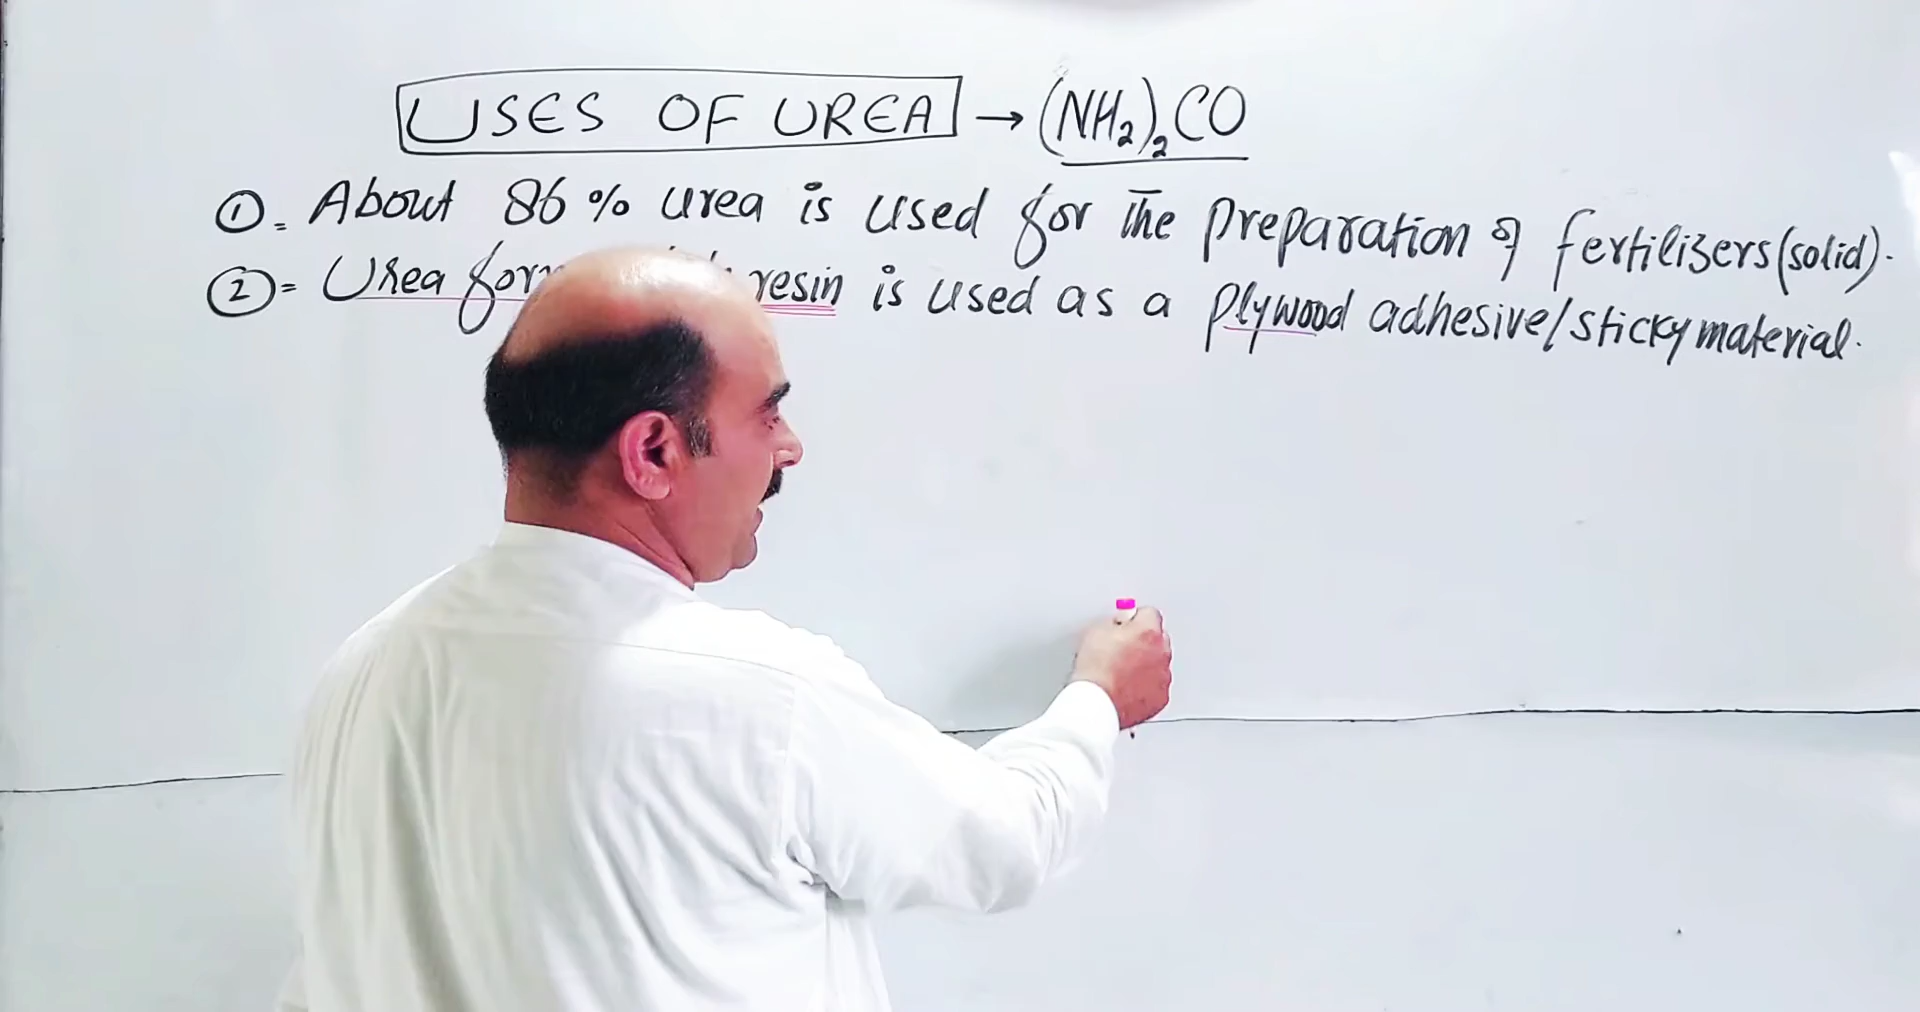 USES OF UREA → (NH₂)₂CO
①= About 86% urea is used for the preparation of fertilizers (solid).
②= Urea resin is used as a plywood adhesive/sticky material.